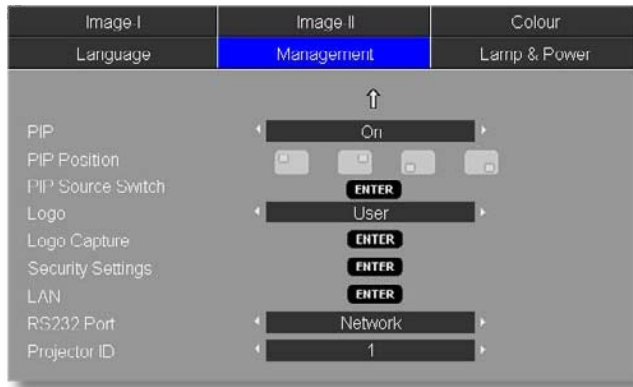 Image-I Image-II Colour
Language Management Lamp & Power
PIP On
PIP Position
PIP Source Switch ENTER
Logo User
Logo Capture ENTER
Security Settings ENTER
LAN ENTER
RS232 Port Network
Projector ID 1